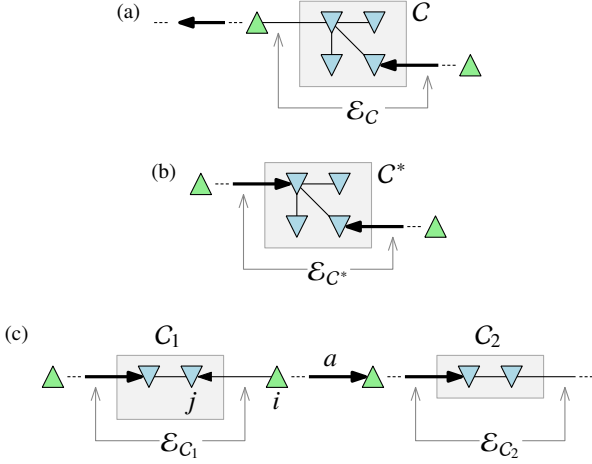 (a) 𝒞
ℰ_𝒞
(b) 𝒞*
ℰ_𝒞*
(c) 𝒞₁ a 𝒞₂
j i
ℰ_𝒞₁ ℰ_𝒞₂